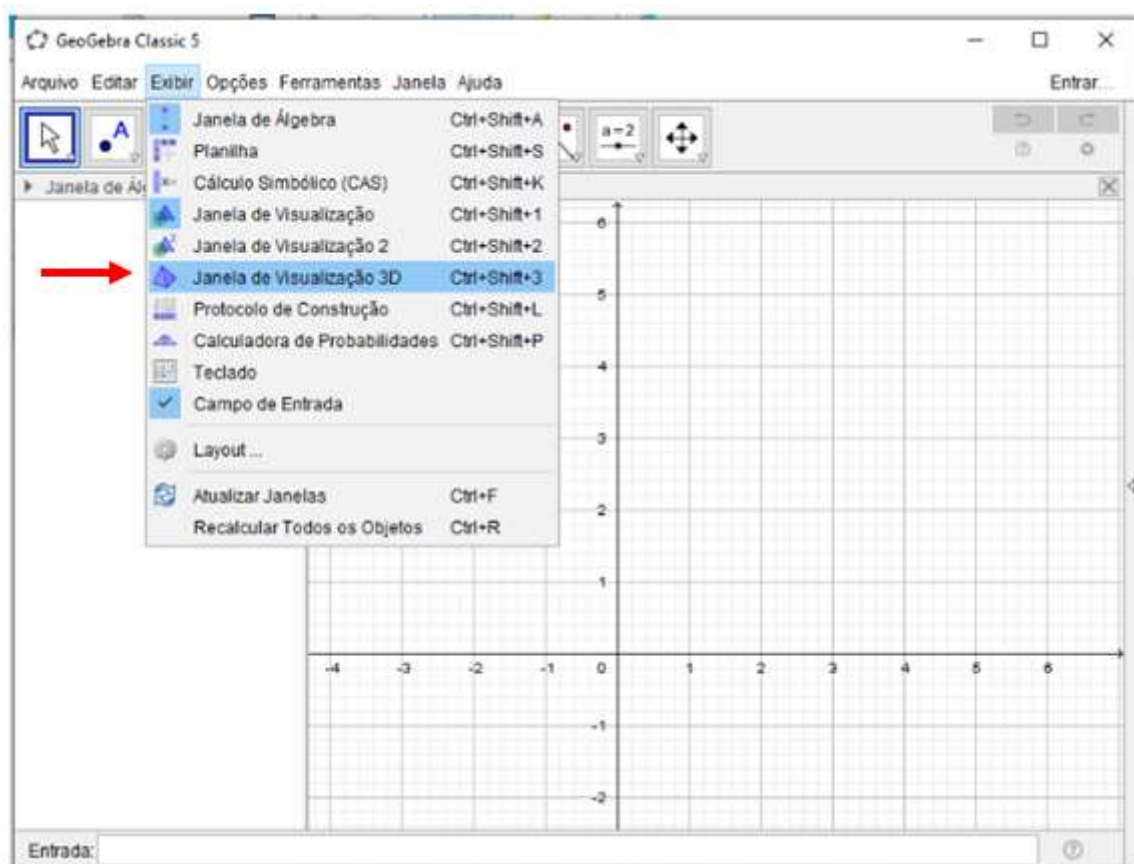 GeoGebra Classic 5
Arquivo Editar Exibir Opções Ferramentas Janela Ajuda Entrar...
A
a=2
Janela de Ál
Janela de Álgebra Ctrl+Shift+A
Planilha Ctrl+Shift+S
Cálculo Simbólico (CAS) Ctrl+Shift+K
Janela de Visualização Ctrl+Shift+1
Janela de Visualização 2 Ctrl+Shift+2
Janela de Visualização 3D Ctrl+Shift+3
Protocolo de Construção Ctrl+Shift+L
Calculadora de Probabilidades Ctrl+Shift+P
Teclado
Campo de Entrada
Layout ...
Atualizar Janelas Ctrl+F
Recalcular Todos os Objetos Ctrl+R
6
5
4
3
2
1
-4 -3 -2 -1 0 1 2 3 4 5 6
-1
-2
Entrada: